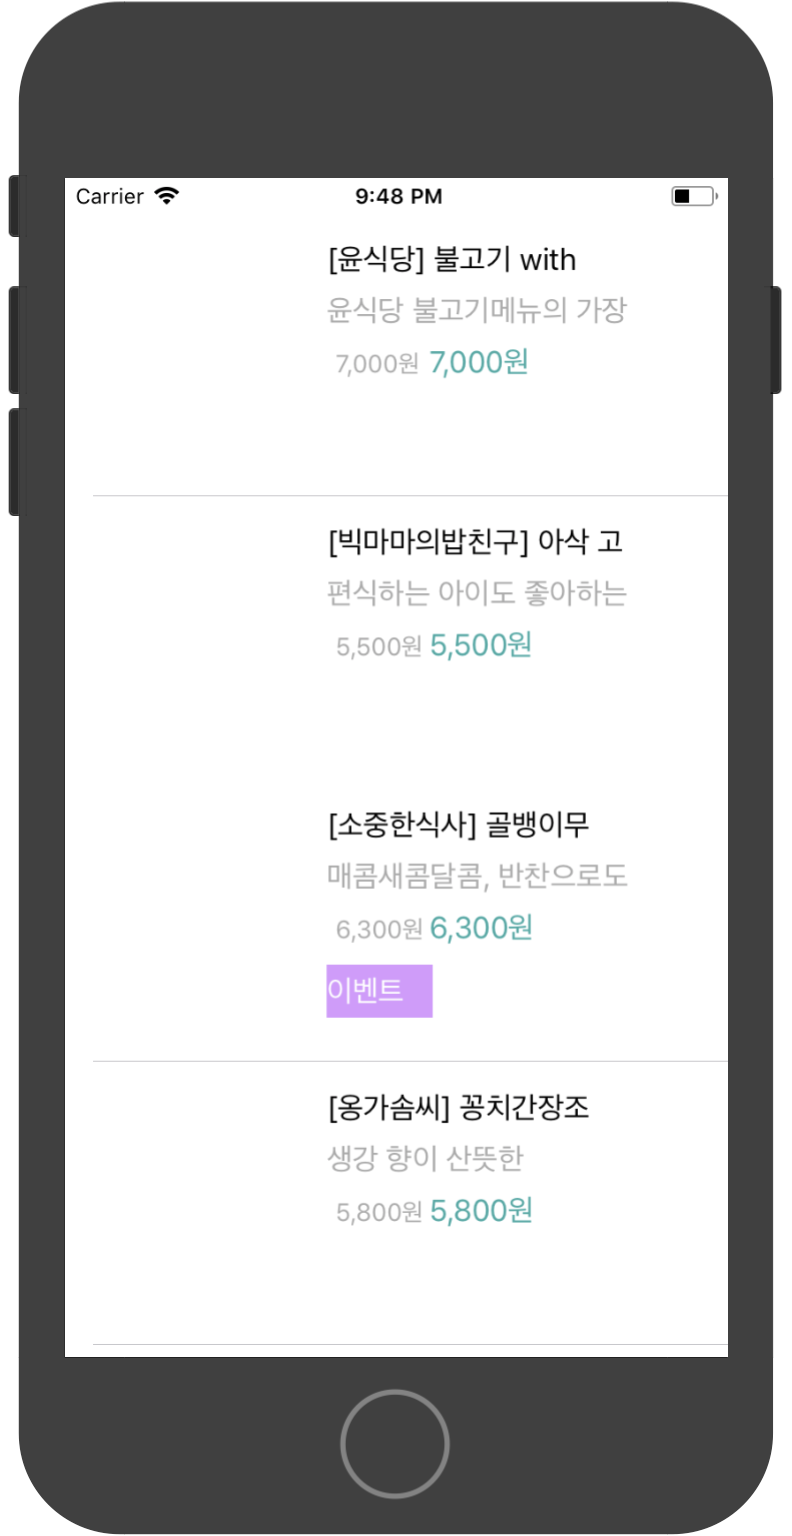 Carrier 9:48 PM
[윤식당] 불고기 with
윤식당 불고기메뉴의 가장
7,000원 7,000원
[빅마마의밥친구] 아삭 고
편식하는 아이도 좋아하는
5,500원 5,500원
[소중한식사] 골뱅이무
매콤새콤달콤, 반찬으로도
6,300원 6,300원
이벤트
[옹가솜씨] 꽁치간장조
생강 향이 산뜻한
5,800원 5,800원